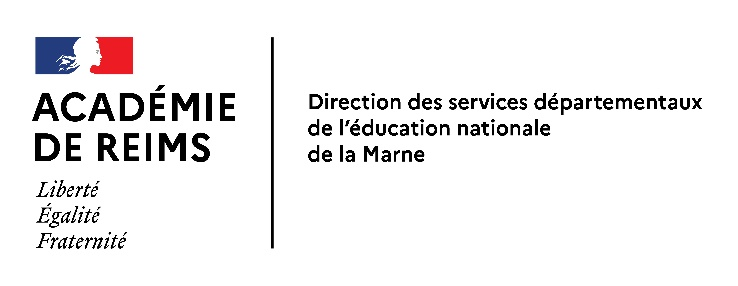 ACADÉMIE
DE REIMS
Liberté
Égalité
Fraternité
Direction des services départementaux
de l'éducation nationale
de la Marne